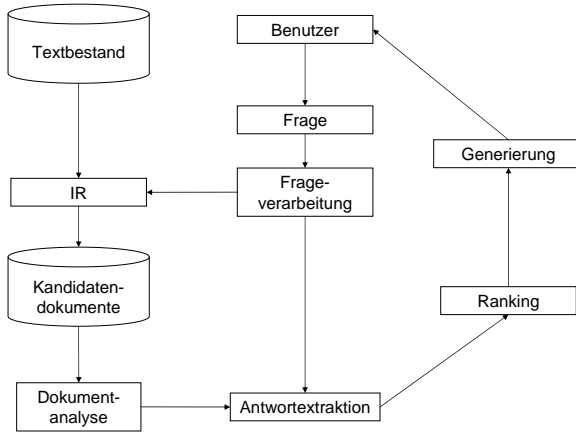 Textbestand
Benutzer
Frage
Generierung
IR
Frage-
verarbeitung
Kandidaten-
dokumente
Ranking
Dokument-
analyse
Antwortextraktion